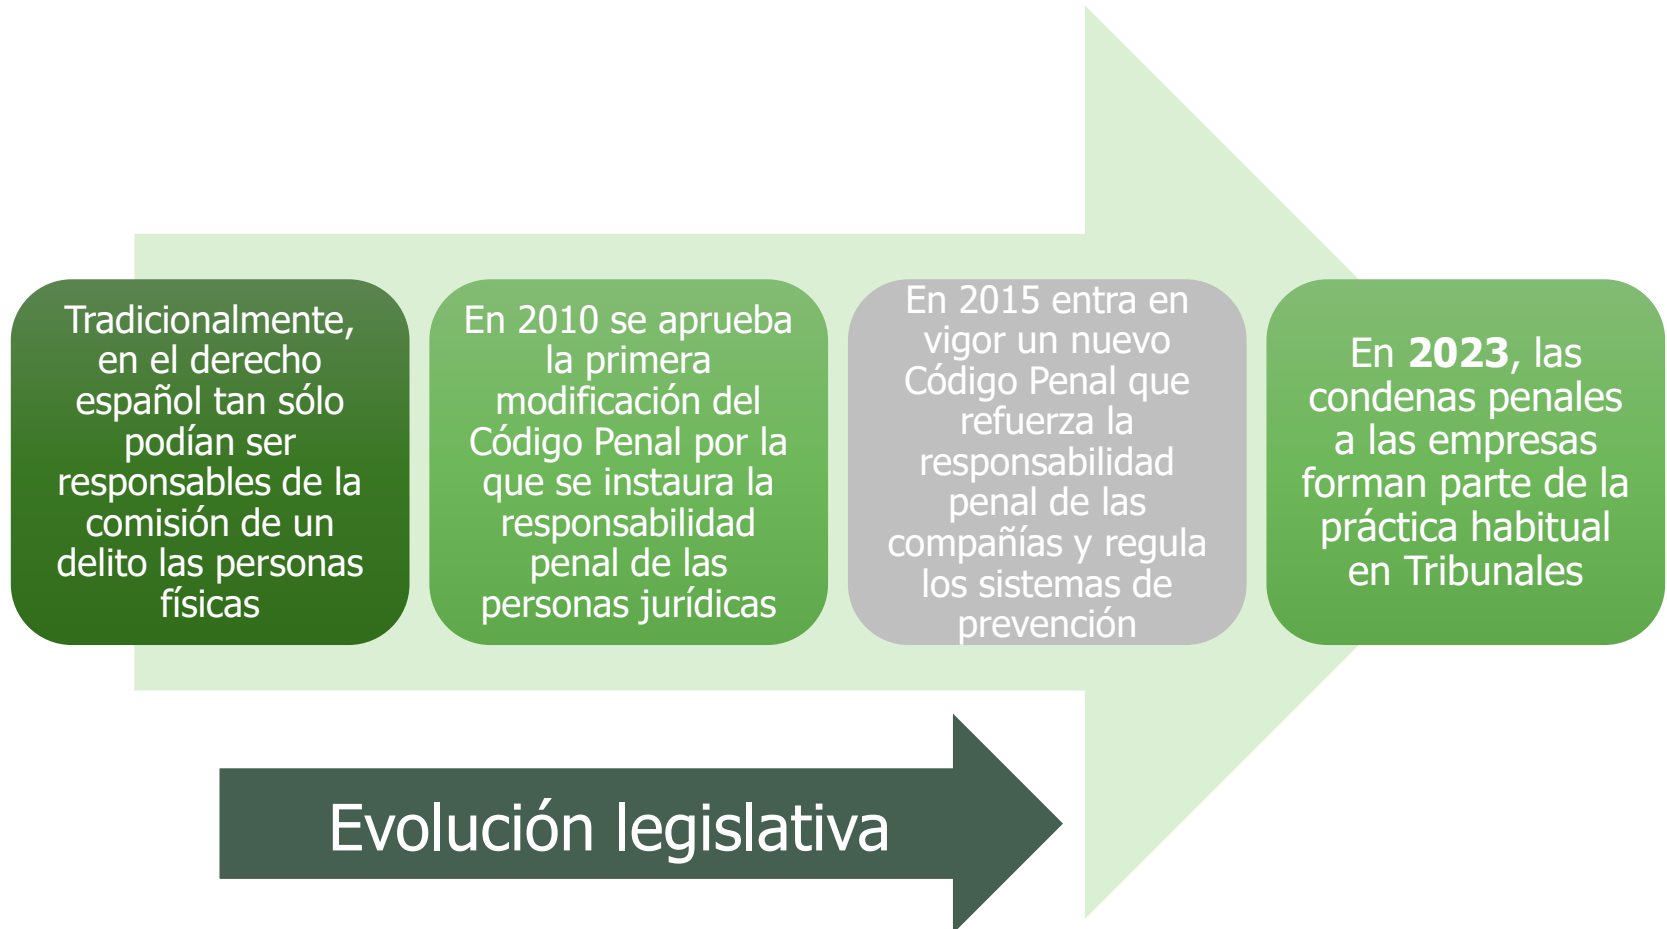 Tradicionalmente,
en el derecho
español tan sólo
podían ser
responsables de la
comisión de un
delito las personas
físicas
En 2010 se aprueba
la primera
modificación del
Código Penal por la
que se instaura la
responsabilidad
penal de las
personas jurídicas
En 2015 entra en
vigor un nuevo
Código Penal que
refuerza la
responsabilidad
penal de las
compañías y regula
los sistemas de
prevención
En 2023, las
condenas penales
a las empresas
forman parte de la
práctica habitual
en Tribunales
Evolución legislativa